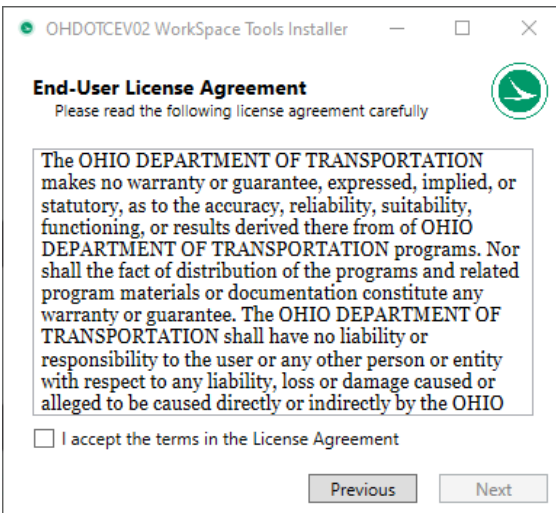 OHDOTCEV02 WorkSpace Tools Installer
End-User License Agreement
Please read the following license agreement carefully
The OHIO DEPARTMENT OF TRANSPORTATION
makes no warranty or guarantee, expressed, implied, or
statutory, as to the accuracy, reliability, suitability,
functioning, or results derived there from of OHIO
DEPARTMENT OF TRANSPORTATION programs. Nor
shall the fact of distribution of the programs and related
program materials or documentation constitute any
warranty or guarantee. The OHIO DEPARTMENT OF
TRANSPORTATION shall have no liability or
responsibility to the user or any other person or entity
with respect to any liability, loss or damage caused or
alleged to be caused directly or indirectly by the OHIO
I accept the terms in the License Agreement
Previous Next